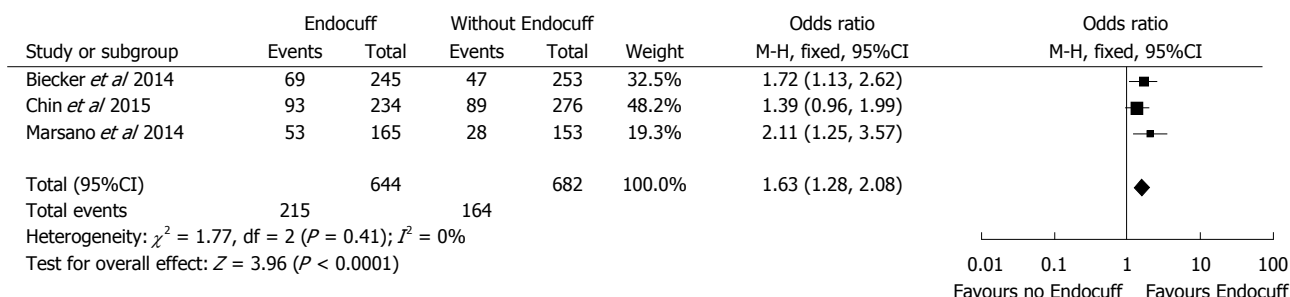 Endocuff Without Endocuff Odds ratio Odds ratio
Study or subgroup Events Total Events Total Weight M-H, fixed, 95%CI M-H, fixed, 95%CI
Biecker et al 2014 69 245 47 253 32.5% 1.72 (1.13, 2.62)
Chin et al 2015 93 234 89 276 48.2% 1.39 (0.96, 1.99)
Marsano et al 2014 53 165 28 153 19.3% 2.11 (1.25, 3.57)
Total (95%CI) 644 682 100.0% 1.63 (1.28, 2.08)
Total events 215 164
Heterogeneity: χ² = 1.77, df = 2 (P = 0.41); I² = 0%
Test for overall effect: Z = 3.96 (P < 0.0001)
0.01 0.1 1 10 100
Favours no Endocuff Favours Endocuff